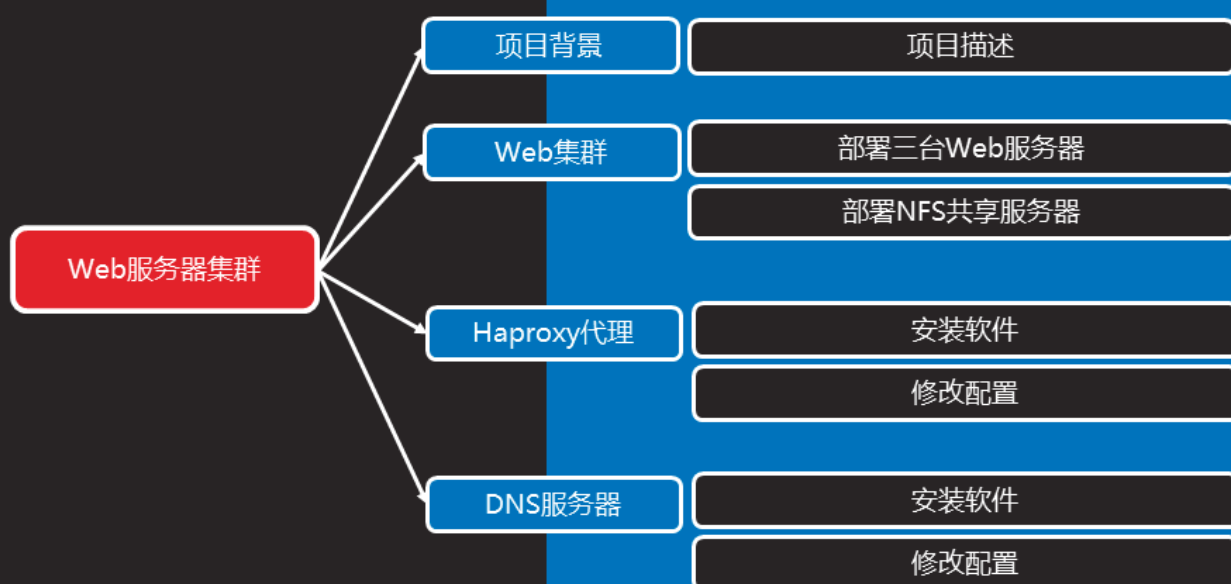 Web服务器集群
项目背景
项目描述
Web集群
部署三台Web服务器
部署NFS共享服务器
Haproxy代理
安装软件
修改配置
DNS服务器
安装软件
修改配置